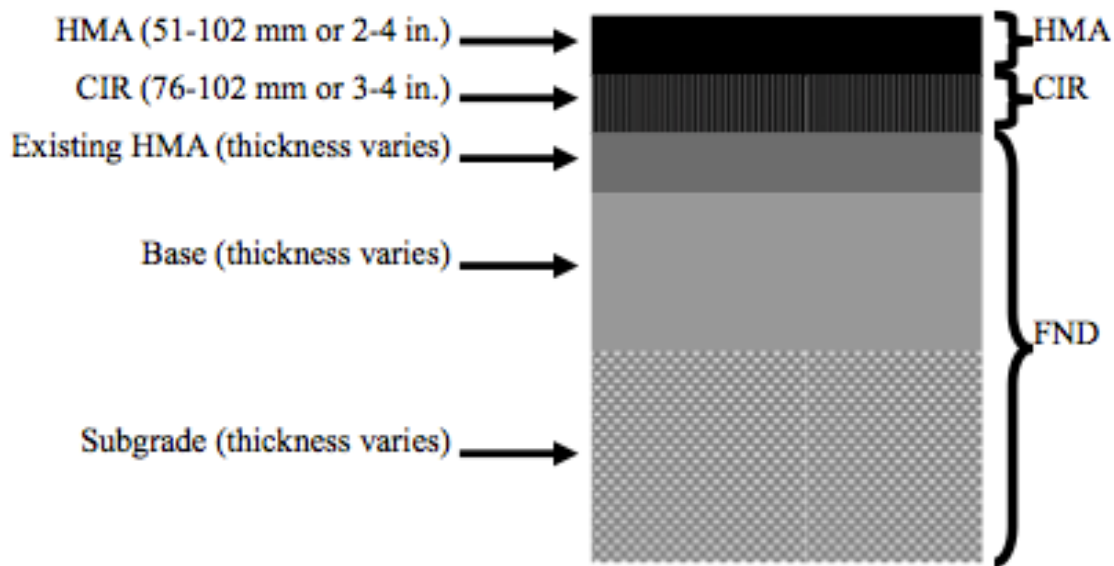 HMA (51-102 mm or 2-4 in.)
HMA
CIR (76-102 mm or 3-4 in.)
CIR
Existing HMA (thickness varies)
Base (thickness varies)
FND
Subgrade (thickness varies)